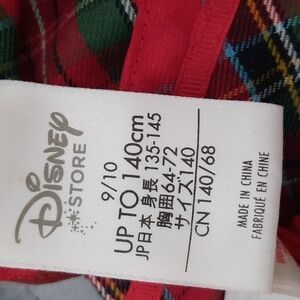 Disney
STORE
9/10
UP TO 140cm
JP日本 身長 135-145
胸囲64-72
サイズ140
CN 140/68
MADE IN CHINA
FABRIQUÉ EN CHINE